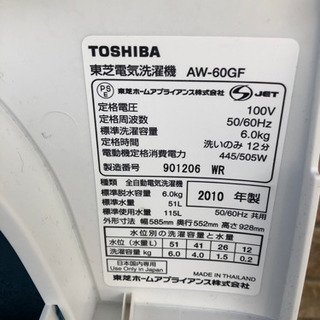 TOSHIBA
東芝電気洗濯機 AW-60GF
PSE 東芝ホームアプライアンス株式会社 S JET
定格電圧 100V
定格周波数 50/60Hz
標準洗濯容量 6.0kg
定格時間 洗いのみ 12分
電動機定格消費電力 445/505W
製造番号 901206 WR
種類 全自動電気洗濯機
標準脱水容量 6.0kg
2010 年製
標準水量 51L
標準使用水量 115L
50/60Hz 共用
外形寸法 幅585mm 奥行552mm 高さ928mm
水位別の洗濯容量と水量
水位 (水量L) 51 41 26 12
容量(kg) 6.0 4.0 1.5 0.2
日本国内専用
Use Only in Japan
MADE IN THAILAND
東芝ホームアプライアンス株式会社